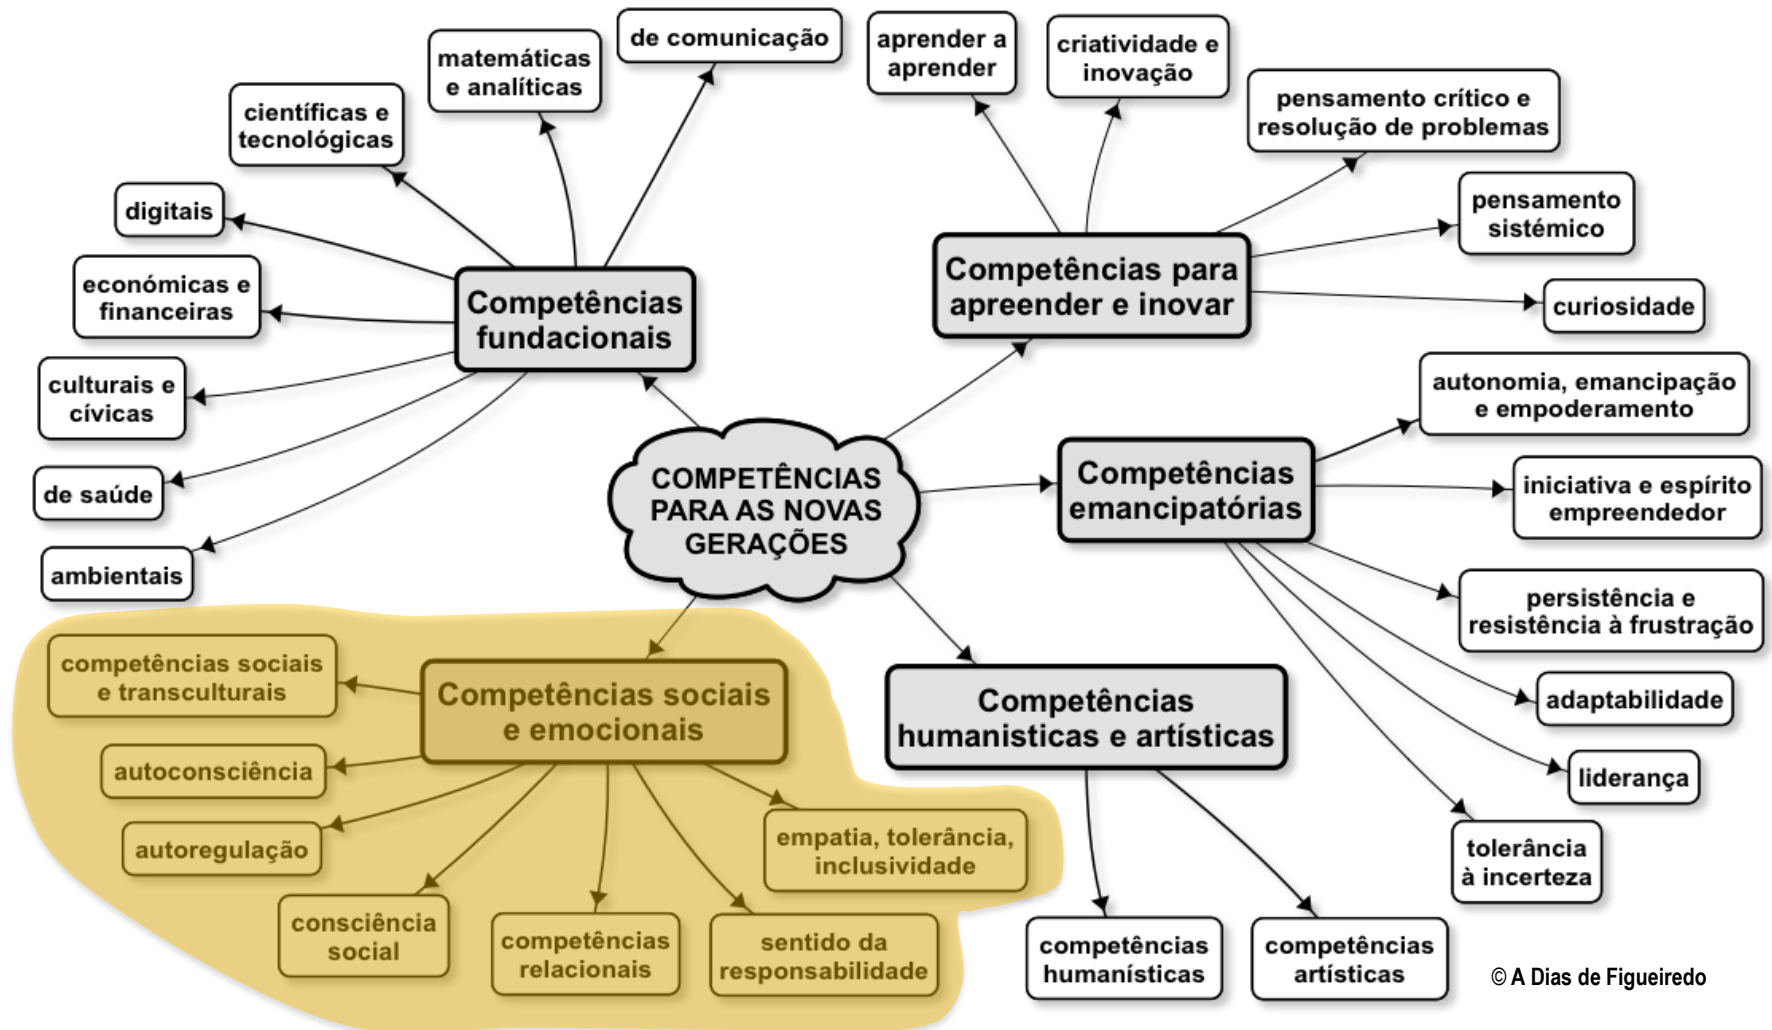 de comunicação
matemáticas
e analíticas
científicas e
tecnológicas
digitais
económicas e
financeiras
culturais e
cívicas
de saúde
ambientais
Competências
fundacionais
aprender a
aprender
criatividade e
inovação
pensamento crítico e
resolução de problemas
pensamento
sistémico
curiosidade
Competências para
apreender e inovar
COMPETÊNCIAS
PARA AS NOVAS
GERAÇÕES
Competências
emancipatórias
autonomia, emancipação
e empoderamento
iniciativa e espírito
empreendedor
persistência e
resistência à frustração
adaptabilidade
liderança
tolerância
à incerteza
Competências sociais
e emocionais
competências sociais
e transculturais
autoconsciência
autoregulação
consciência
social
competências
relacionais
sentido da
responsabilidade
empatia, tolerância,
inclusividade
Competências
humanisticas e artísticas
competências
humanísticas
competências
artísticas
© A Dias de Figueiredo